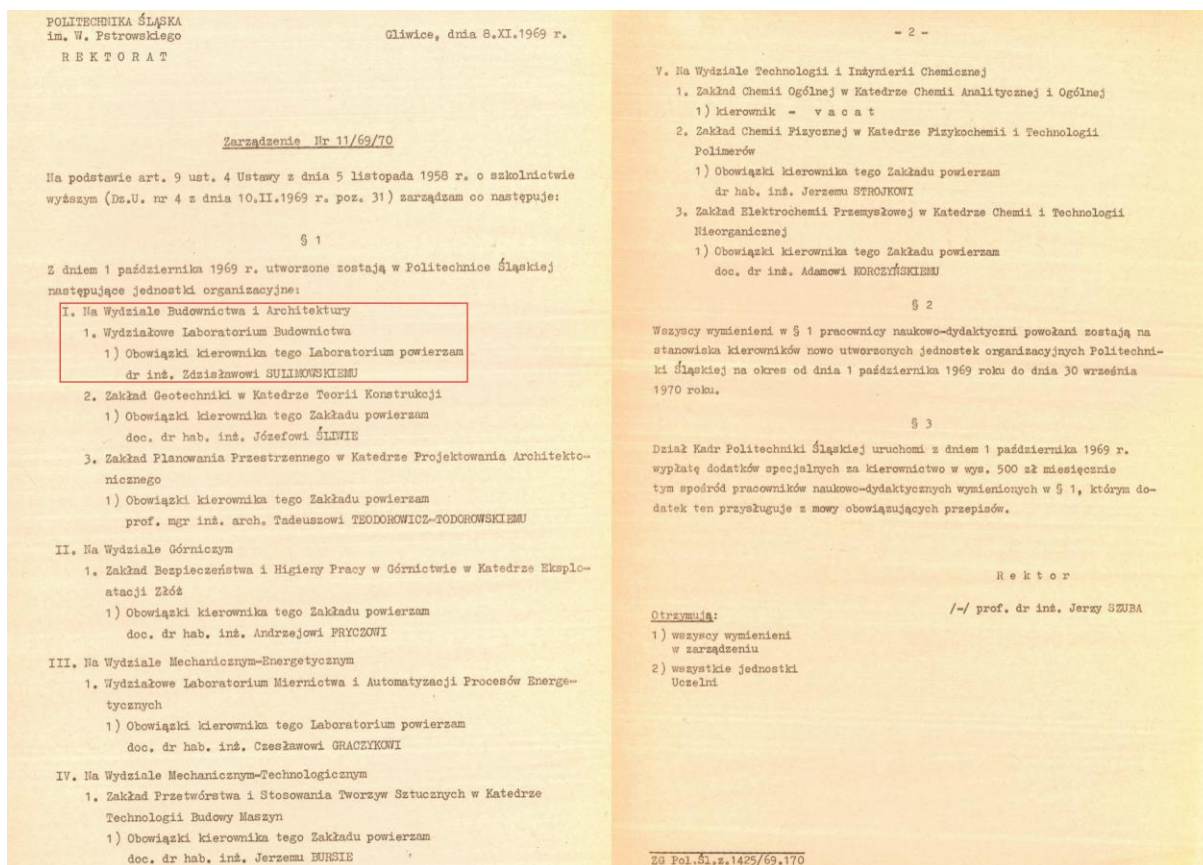 POLITECHNIKA ŚLĄSKA
im. W. Pstrowskiego
Gliwice, dnia 8.XI.1969 r.
R E K T O R A T
Zarządzenie Nr 11/69/70
Na podstawie art. 9 ust. 4 Ustawy z dnia 5 listopada 1958 r. o szkolnictwie
wyższym (Dz.U. nr 4 z dnia 10.II.1969 r. poz. 31) zarządzam co następuje:
§ 1
Z dniem 1 października 1969 r. utworzone zostają w Politechnice Śląskiej
następujące jednostki organizacyjne:
I. Na Wydziale Budownictwa i Architektury
1. Wydziałowe Laboratorium Budownictwa
1) Obowiązki kierownika tego Laboratorium powierzam
dr inż. Zdzisławowi SULIMOWSKIEMU
2. Zakład Geotechniki w Katedrze Teorii Konstrukcji
1) Obowiązki kierownika tego Zakładu powierzam
doc. dr hab. inż. Józefowi ŚLIWIE
3. Zakład Planowania Przestrzennego w Katedrze Projektowania Architekto-
nicznego
1) Obowiązki kierownika tego Zakładu powierzam
prof. mgr inż. arch. Tadeuszowi TEODOROWICZ-TODOROWSKIEMU
II. Na Wydziale Górniczym
1. Zakład Bezpieczeństwa i Higieny Pracy w Górnictwie w Katedrze Eksplo-
atacji Złóż
1) Obowiązki kierownika tego Zakładu powierzam
doc. dr hab. inż. Andrzejowi FRYCZOWI
III. Na Wydziale Mechanicznym-Energetycznym
1. Wydziałowe Laboratorium Miernictwa i Automatyzacji Procesów Energe-
tycznych
1) Obowiązki kierownika tego Laboratorium powierzam
doc. dr hab. inż. Czesławowi GRACZYKOWI
IV. Na Wydziale Mechanicznym-Technologicznym
1. Zakład Przetwórstwa i Stosowania Tworzyw Sztucznych w Katedrze
Technologii Budowy Maszyn
1) Obowiązki kierownika tego Zakładu powierzam
doc. dr hab. inż. Jerzemu BURSIE
- 2 -
V. Na Wydziale Technologii i Inżynierii Chemicznej
1. Zakład Chemii Ogólnej w Katedrze Chemii Analitycznej i Ogólnej
1) kierownik - v a c a t
2. Zakład Chemii Fizycznej w Katedrze Fizykochemii i Technologii
Polimerów
1) Obowiązki kierownika tego Zakładu powierzam
dr hab. inż. Jerzemu STROJKOWI
3. Zakład Elektrochemii Przemysłowej w Katedrze Chemii i Technologii
Nieorganicznej
1) Obowiązki kierownika tego Zakładu powierzam
doc. dr inż. Adamowi KORCZYŃSKIEMU
§ 2
Wszyscy wymienieni w § 1 pracownicy naukowo-dydaktyczni powołani zostają na
stanowiska kierowników nowo utworzonych jednostek organizacyjnych Politechni-
ki Śląskiej na okres od dnia 1 października 1969 roku do dnia 30 września
1970 roku.
§ 3
Dział Kadr Politechniki Śląskiej uruchomi z dniem 1 października 1969 r.
wypłatę dodatków specjalnych za kierownictwo w wys. 500 zł miesięcznie
tym spośród pracowników naukowo-dydaktycznych wymienionych w § 1, którym do-
datek ten przysługuje z mowy obowiązujących przepisów.
R e k t o r
/-/ prof. dr inż. Jerzy SZUBA
Otrzymują:
1) wszyscy wymienieni
w zarządzeniu
2) wszystkie jednostki
Uczelni
ZG Pol.Śl.z.1425/69.170